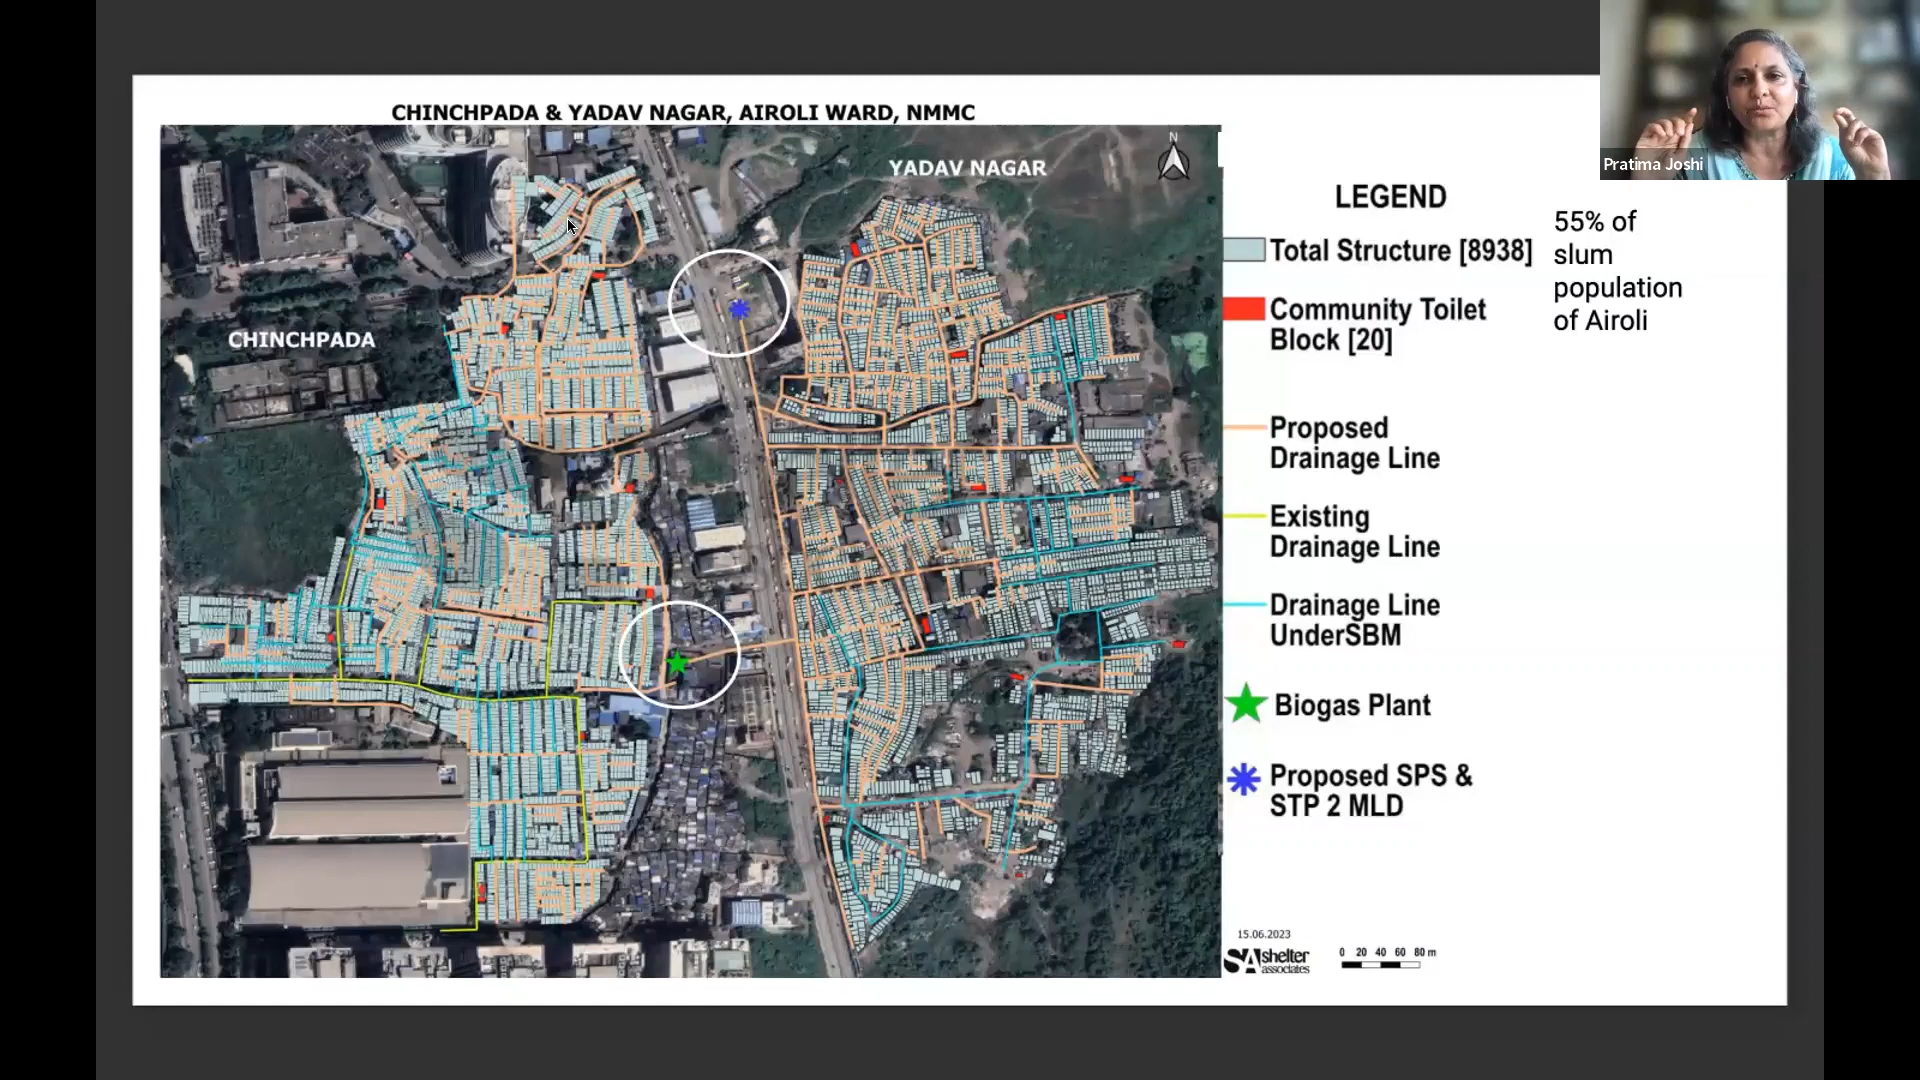 CHINCHPADA & YADAV NAGAR, AIROLI WARD, NMMC
N
YADAV NAGAR
CHINCHPADA
Pratima Joshi
LEGEND
Total Structure [8938]
Community Toilet
Block [20]
Proposed
Drainage Line
Existing
Drainage Line
Drainage Line
UnderSBM
Biogas Plant
Proposed SPS &
STP 2 MLD
55% of
slum
population
of Airoli
15.06.2023
SA shelter
associates
0 20 40 60 80 m